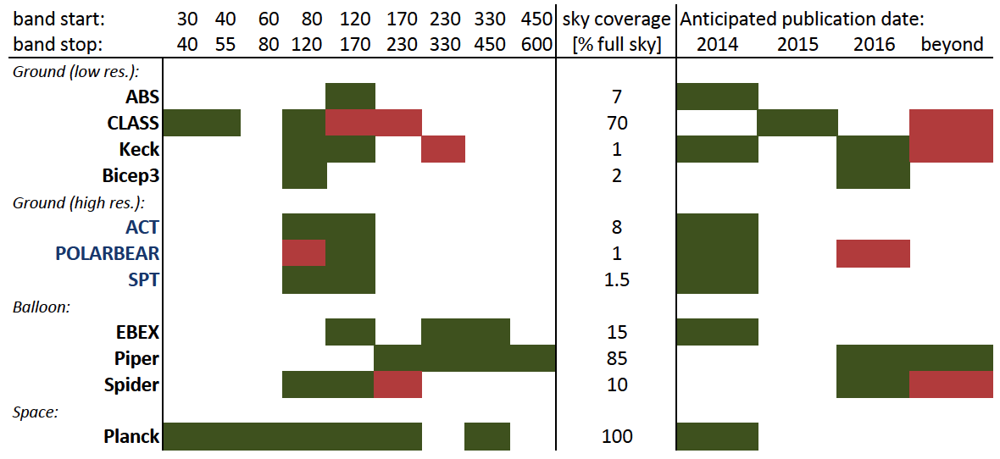 band start: 30 40 60 80 120 170 230 330 450 sky coverage Anticipated publication date:
band stop: 40 55 80 120 170 230 330 450 600 [% full sky] 2014 2015 2016 beyond
Ground (low res.):
ABS 7
CLASS 70
Keck 1
Bicep3 2
Ground (high res.):
ACT 8
POLARBEAR 1
SPT 1.5
Balloon:
EBEX 15
Piper 85
Spider 10
Space:
Planck 100